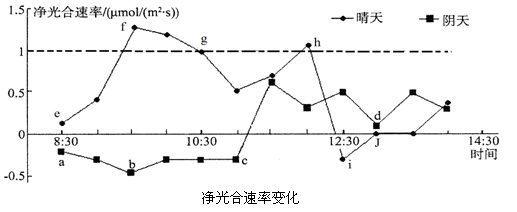 净光合速率/(μmol/(m²·s))
晴天 阴天
1.5
1
0.5
0
-0.5
e f g h i J
a b c d
8:30 10:30 12:30 14:30
时间
净光合速率变化